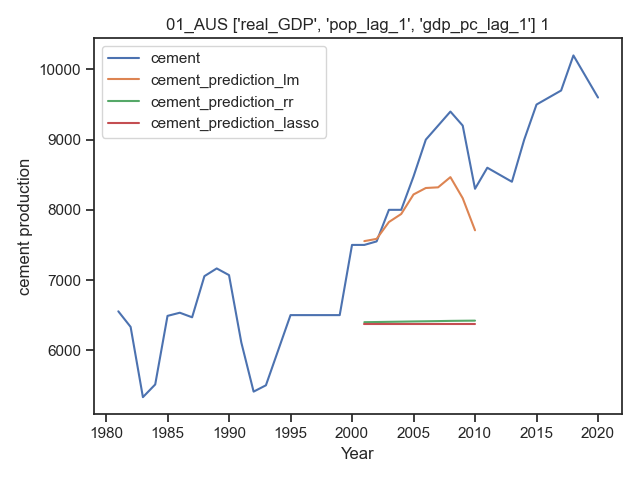 01_AUS ['real_GDP', 'pop_lag_1', 'gdp_pc_lag_1'] 1
cement
cement_prediction_lm
cement_prediction_rr
cement_prediction_lasso
cement production
10000
9000
8000
7000
6000
1980 1985 1990 1995 2000 2005 2010 2015 2020
Year